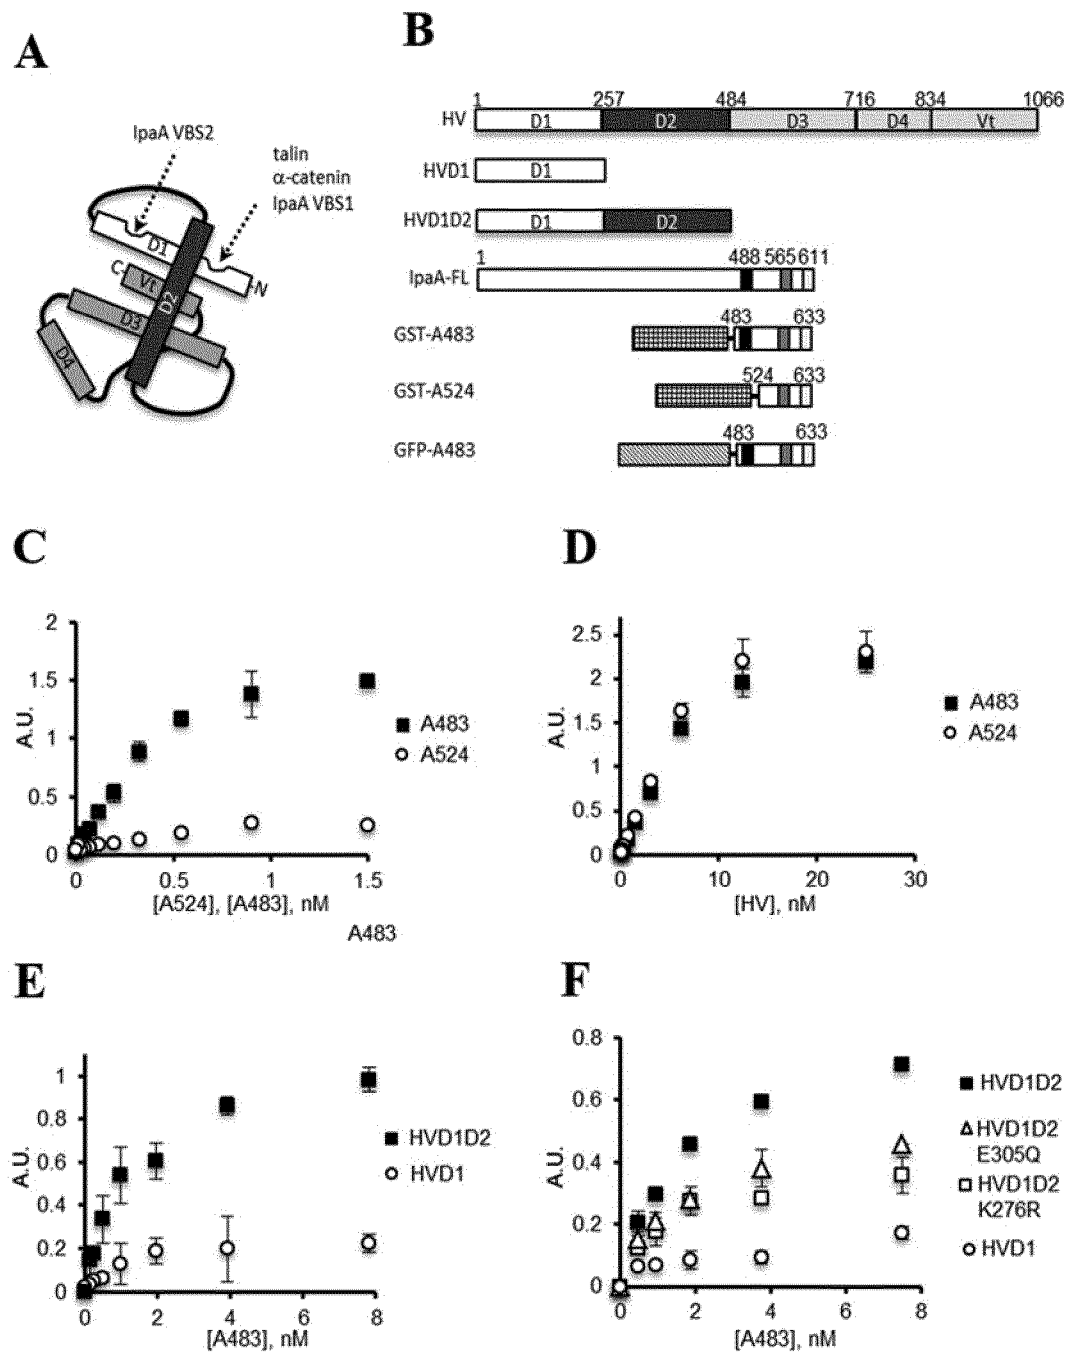 A
IpaA VBS2
talin
α-catenin
IpaA VBS1
D1
C
Vt
N
D2
D3
D4
B
1 257 484 716 834 1066
HV D1 D2 D3 D4 Vt
HVD1 D1
HVD1D2 D1 D2
1 488 565 611
IpaA-FL
483 633
GST-A483
524 633
GST-A524
483 633
GFP-A483
C
2
1.5
1
0.5
0
A.U.
0 0.5 1 1.5
[A524], [A483], nM
A483
A524
A483
D
2.5
2
1.5
1
0.5
0
A.U.
0 10 20 30
[HV], nM
A483
A524
E
1
0.8
0.6
0.4
0.2
0
A.U.
0 2 4 6 8
[A483], nM
HVD1D2
HVD1
F
0.8
0.6
0.4
0.2
0
A.U.
0 2 4 6 8
[A483], nM
HVD1D2
HVD1D2
E305Q
HVD1D2
K276R
HVD1